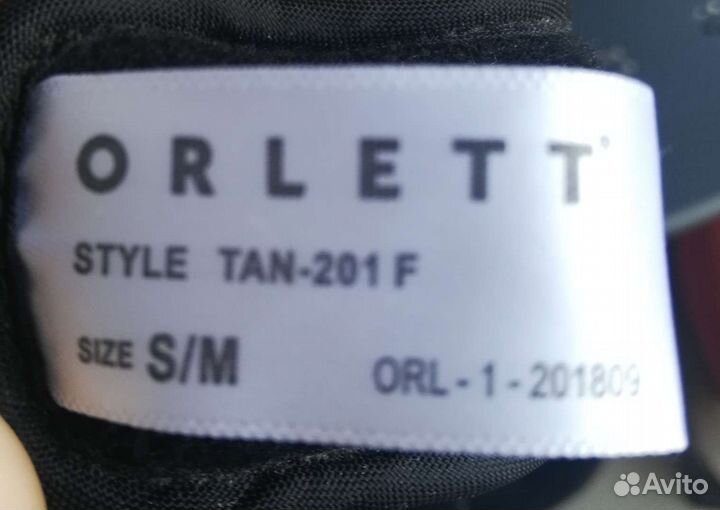 ORLETT
STYLE TAN-201 F
SIZE S/M
ORL - 1 - 201809
Avito